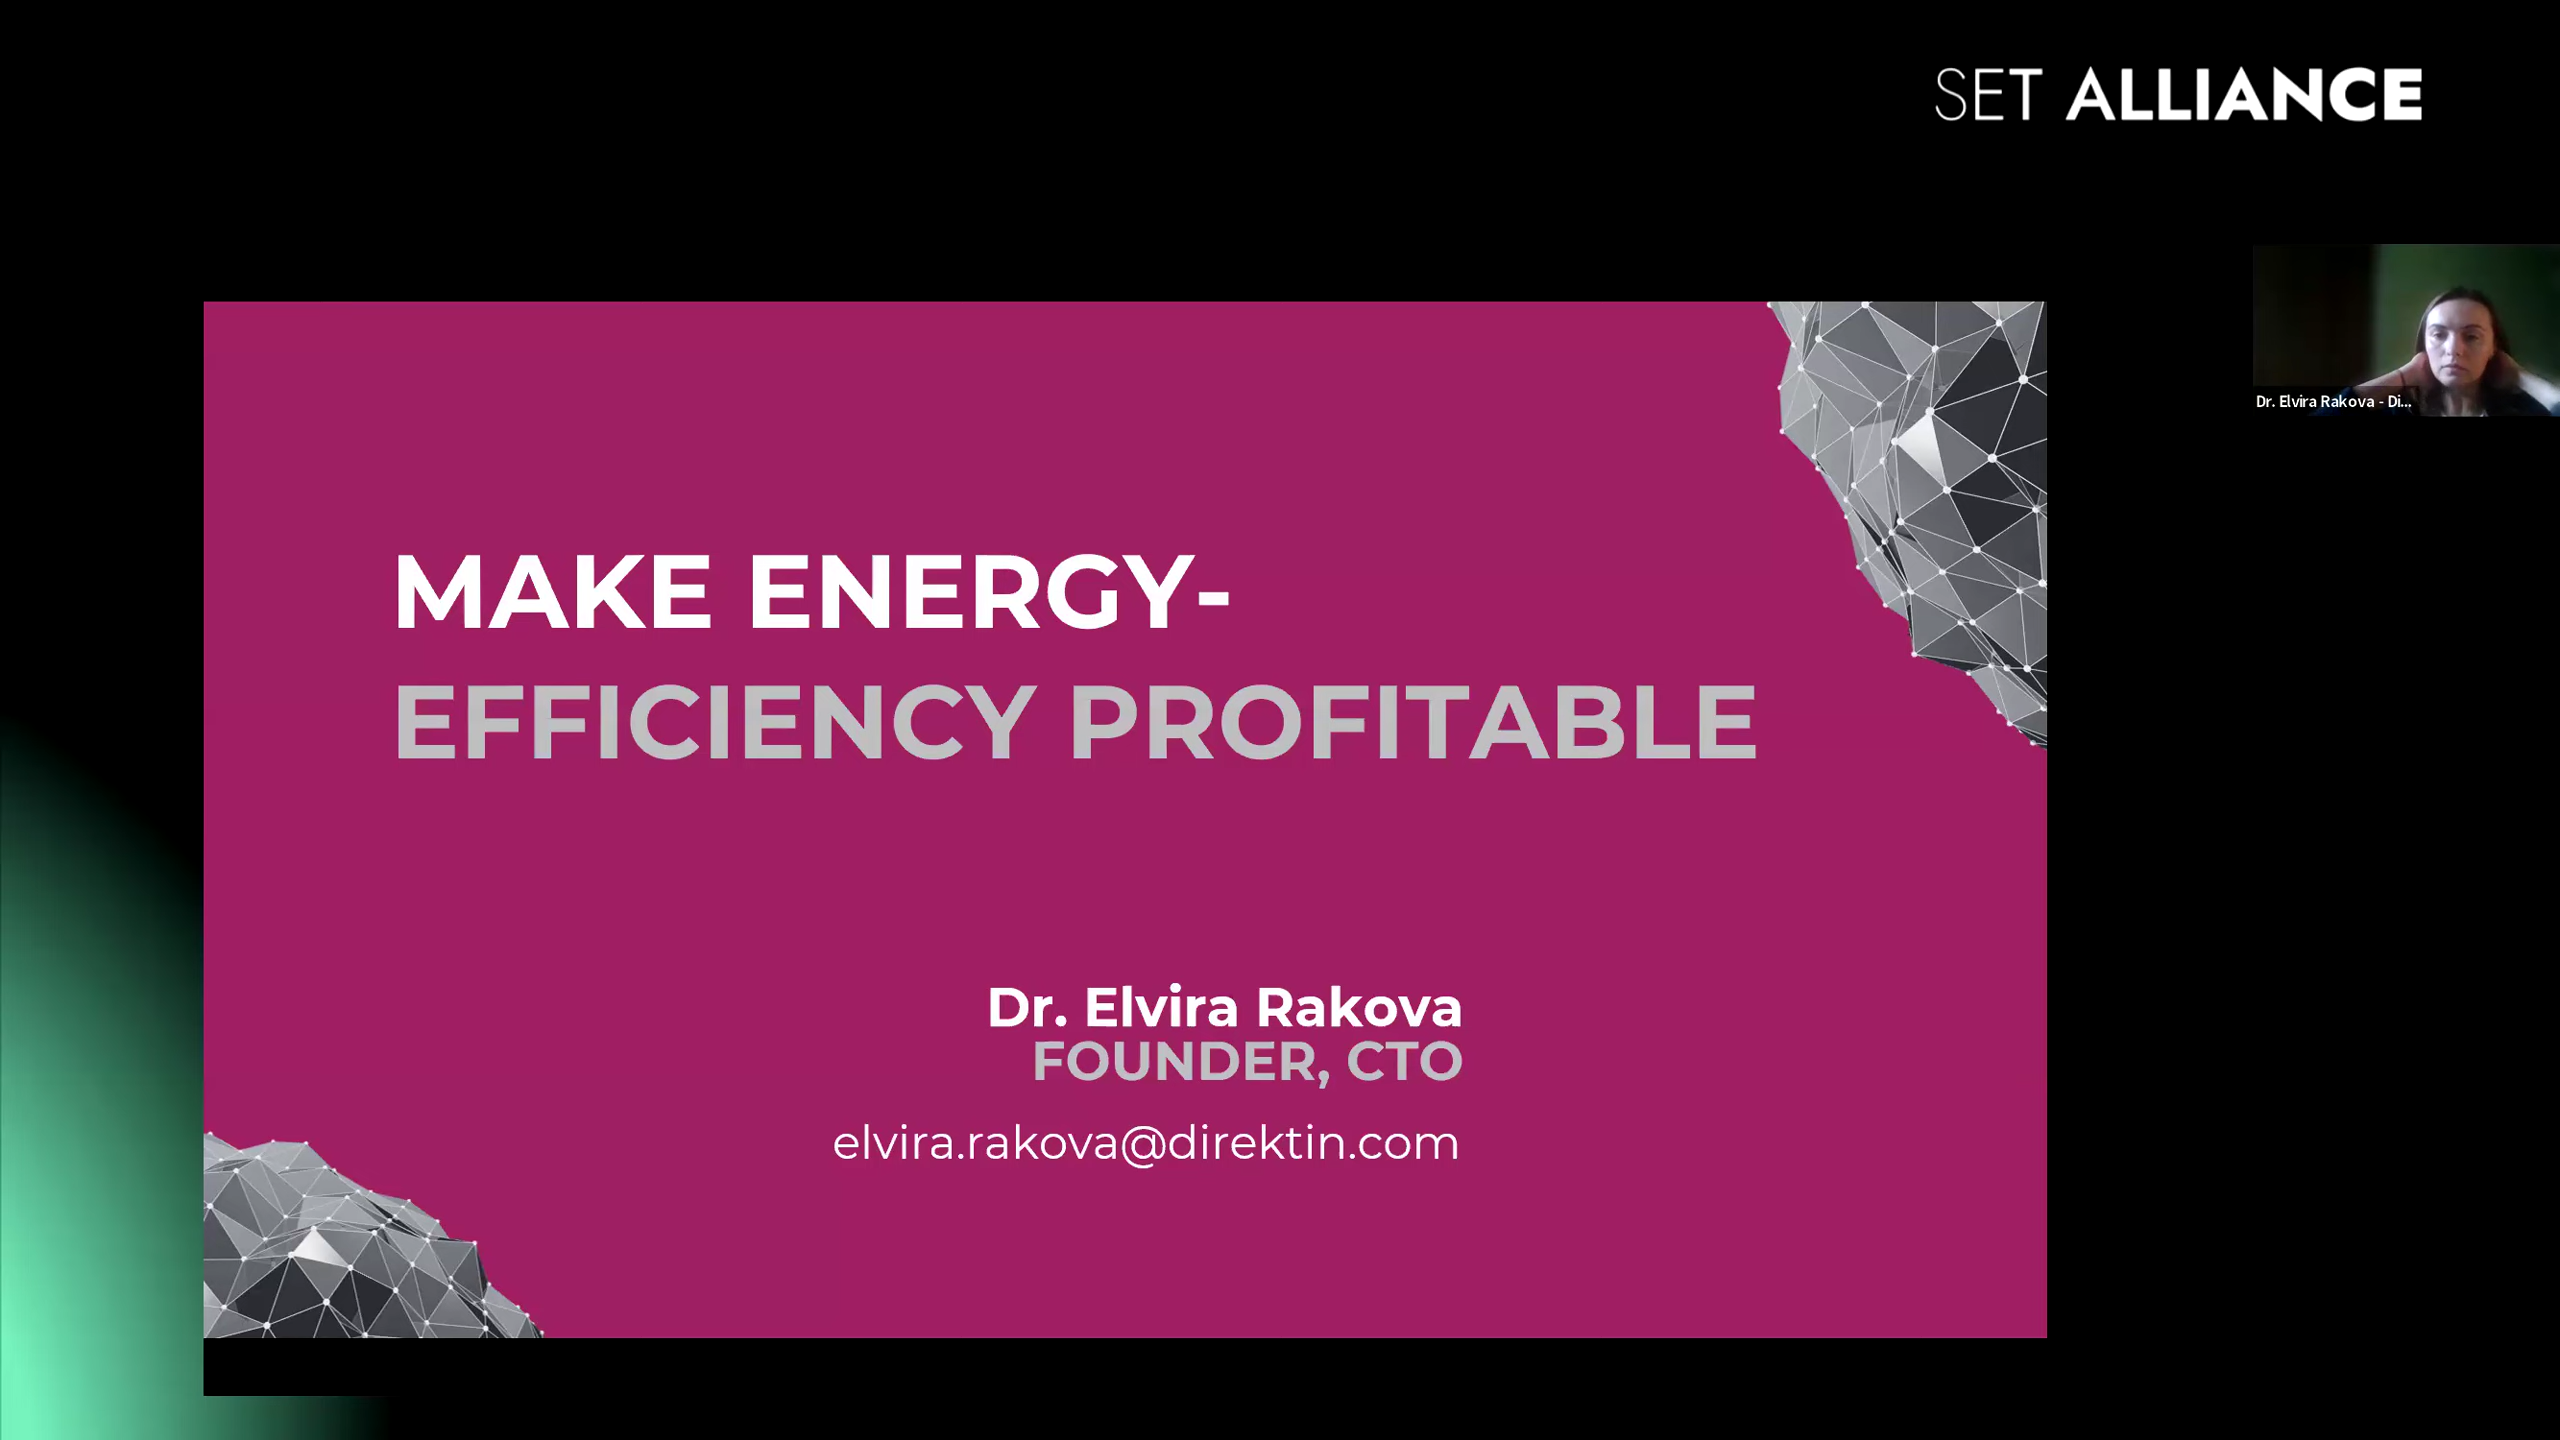 SET ALLIANCE
MAKE ENERGY-
EFFICIENCY PROFITABLE
Dr. Elvira Rakova
FOUNDER, CTO
elvira.rakova@direktin.com
Dr. Elvira Rakova - Di...